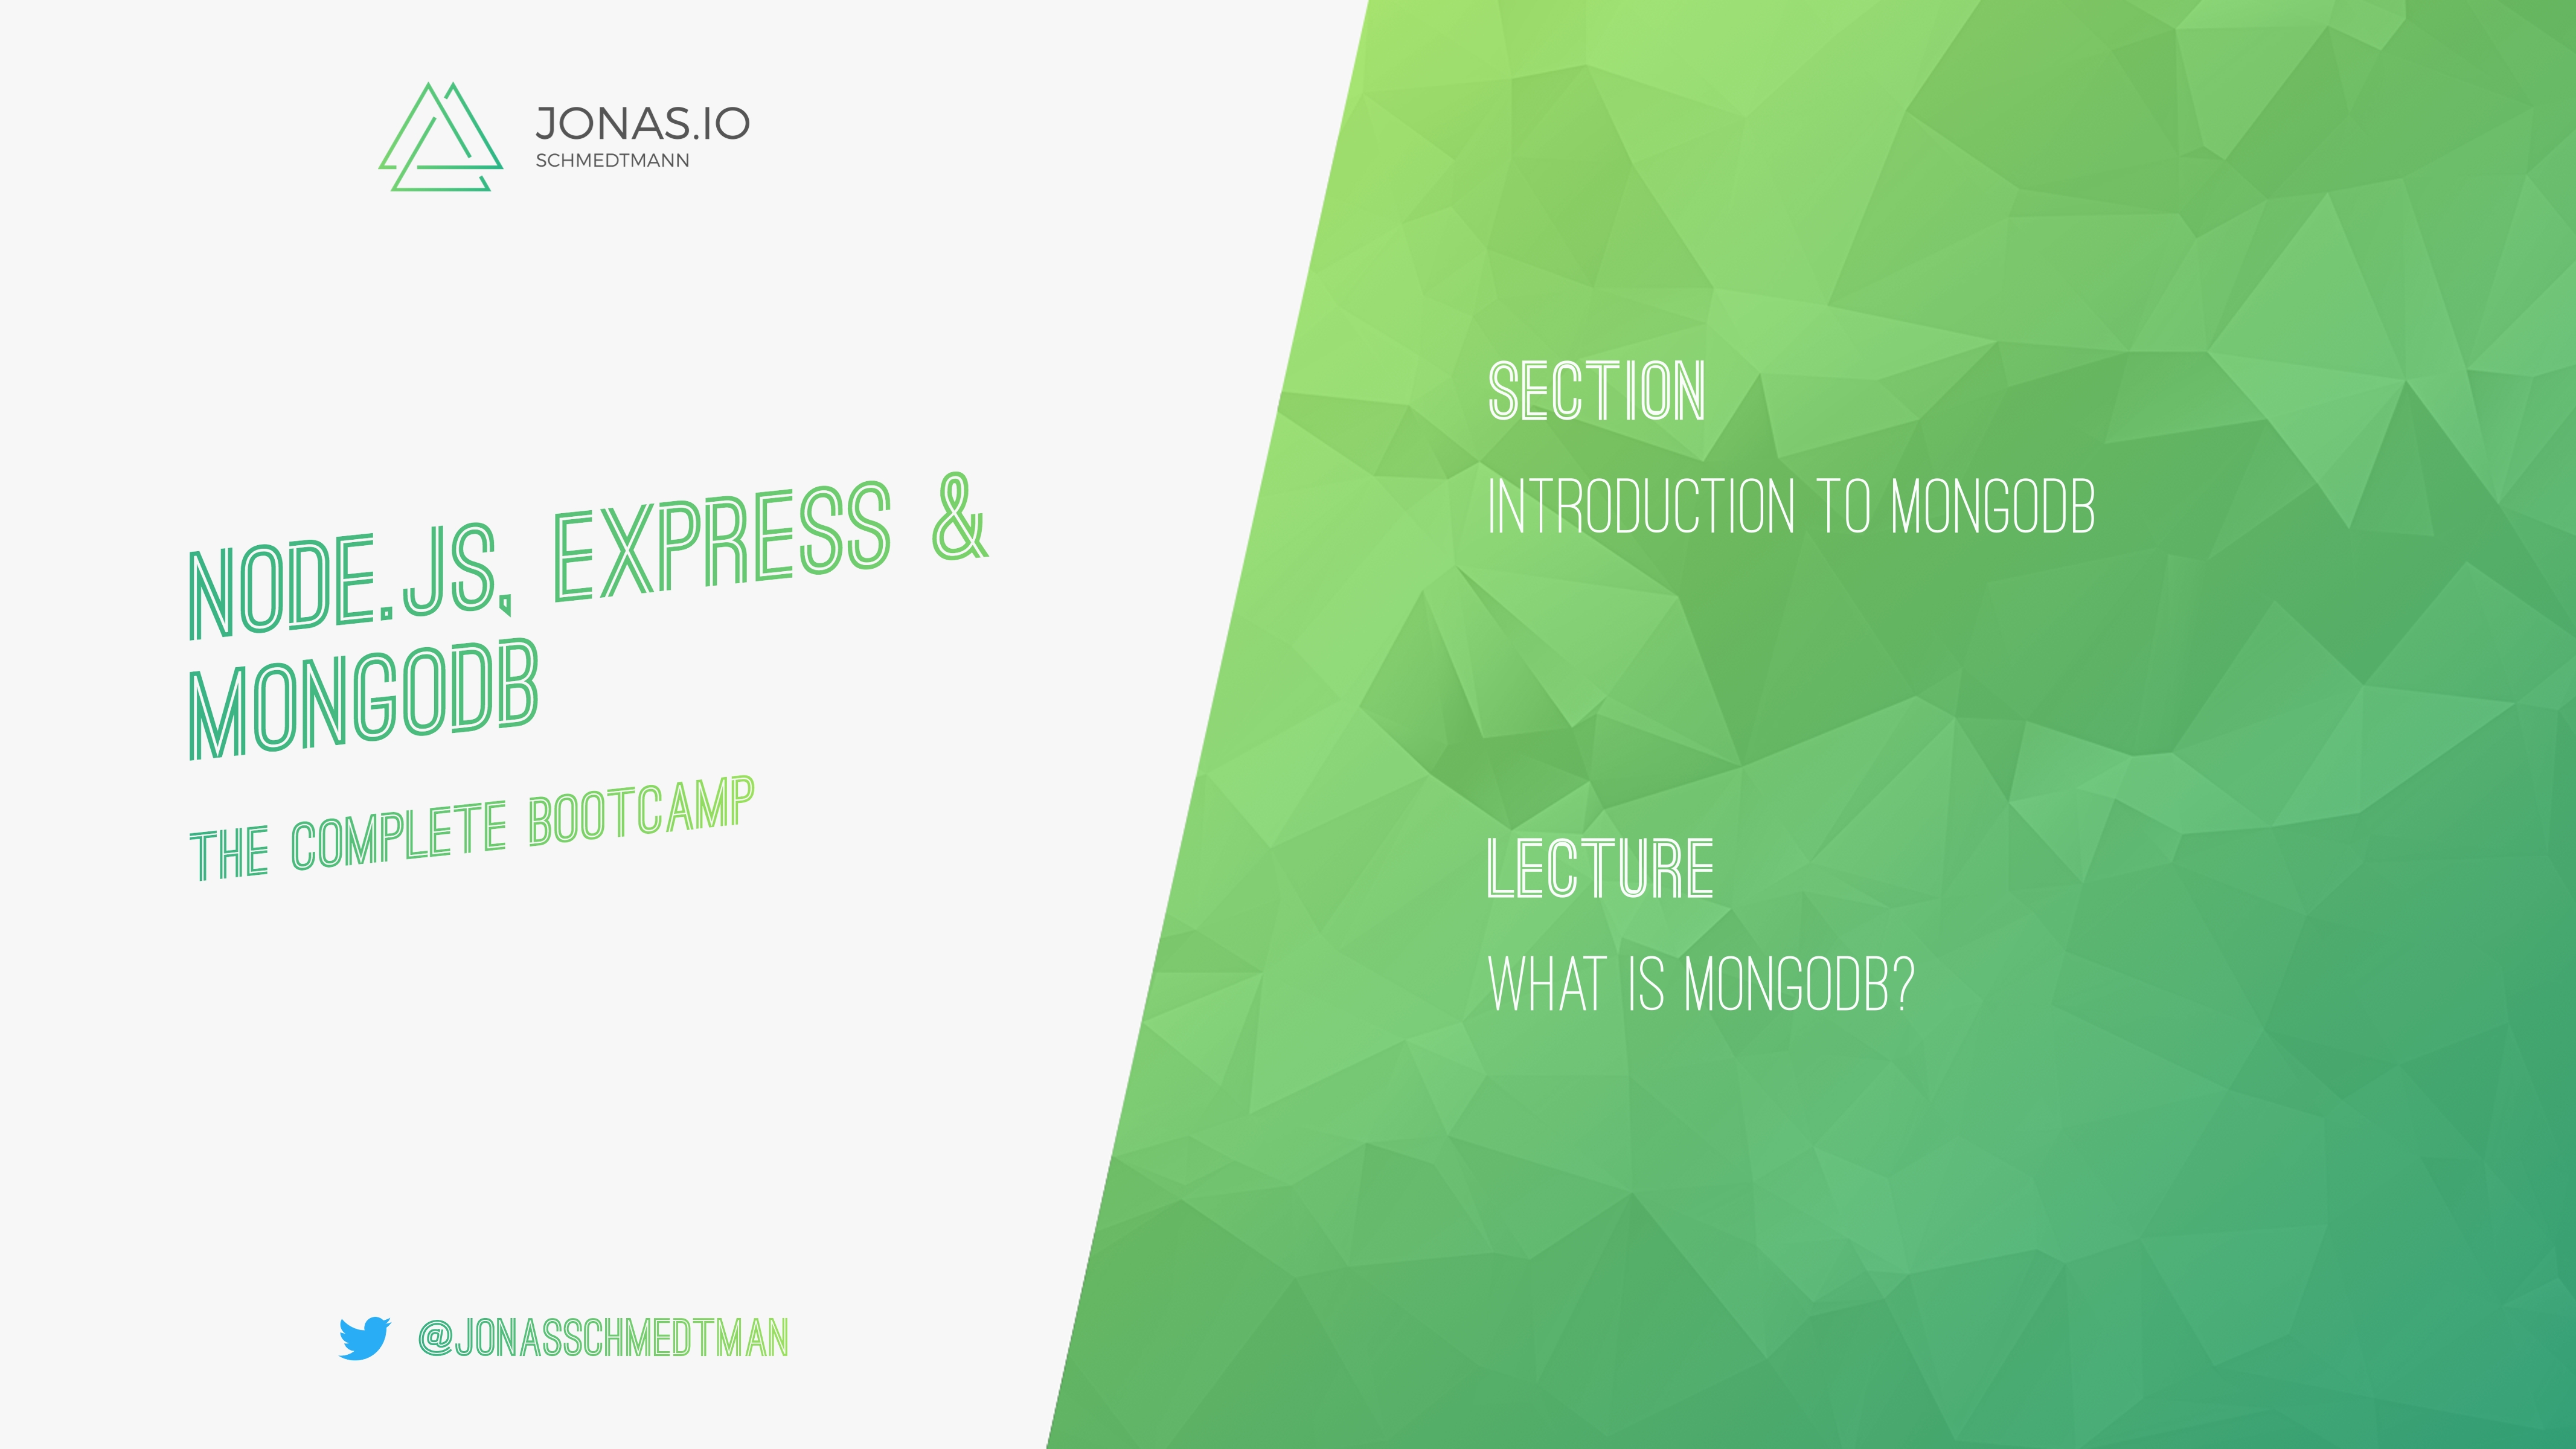 JONAS.IO
SCHMEDTMANN
NODE.JS, EXPRESS &
MONGODB
THE COMPLETE BOOTCAMP
@JONASSCHMEDTMAN
SECTION
INTRODUCTION TO MONGODB
LECTURE
WHAT IS MONGODB?